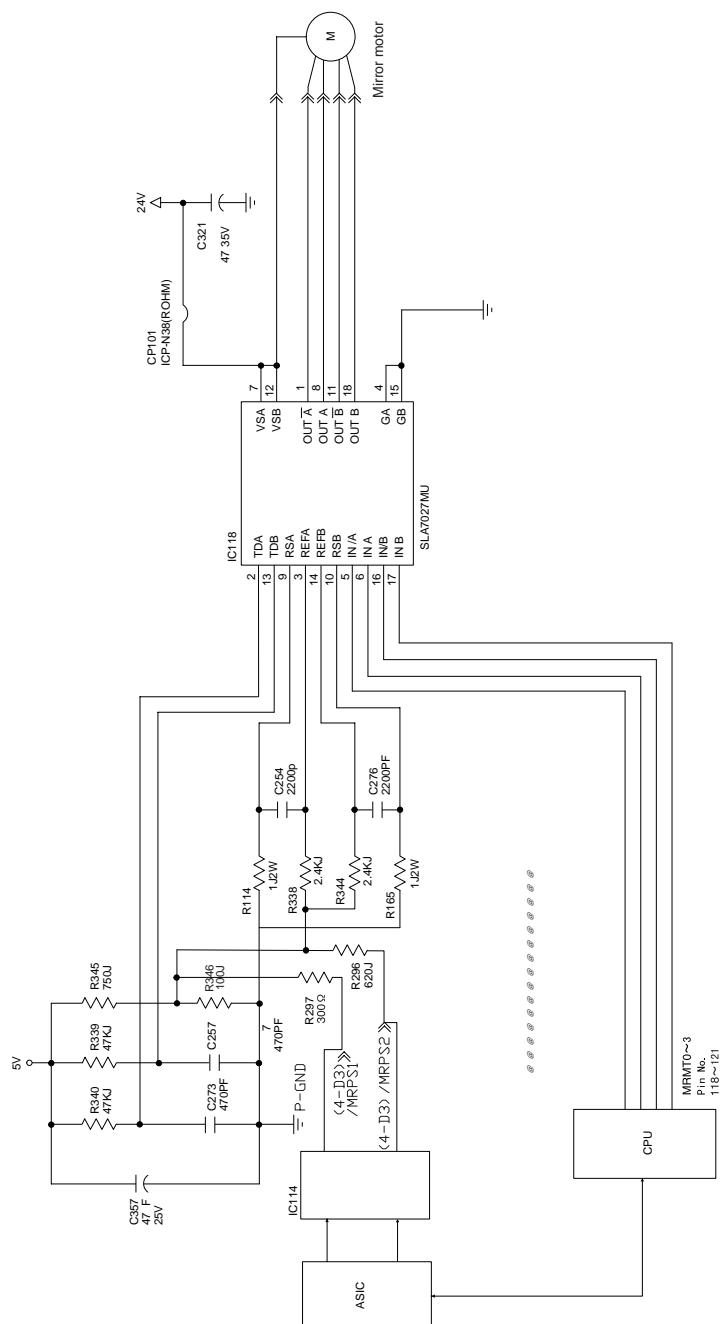 5V
C357
47 F
25V
R340
47KJ
R339
47KJ
R345
750J
C273
470PF
C257
7
470PF
R346
100J
P-GND
R297
300Ω
R296
620J
(4-D3)
/MRPS1
(4-D3) /MRPS2
ASIC
IC114
CPU
MRMT0~3
Pin No.
118~121
R114
1J2W
R338
2.4KJ
R344
2.4KJ
R165
1J2W
C254
2200p
C276
2200PF
IC118
SLA7027MU
2 TDA
13 TDB
9 RSA
3 REFA
14 REFB
10 RSB
5 IN /A
6 IN A
16 IN/B
17 IN B
VSA 7
VSB 12
OUT A̅ 1
OUT A 8
OUT B̅ 11
OUT B 18
GA 4
GB 15
CP101
ICP-N38(ROHM)
24V
C321
47 35V
M
Mirror motor